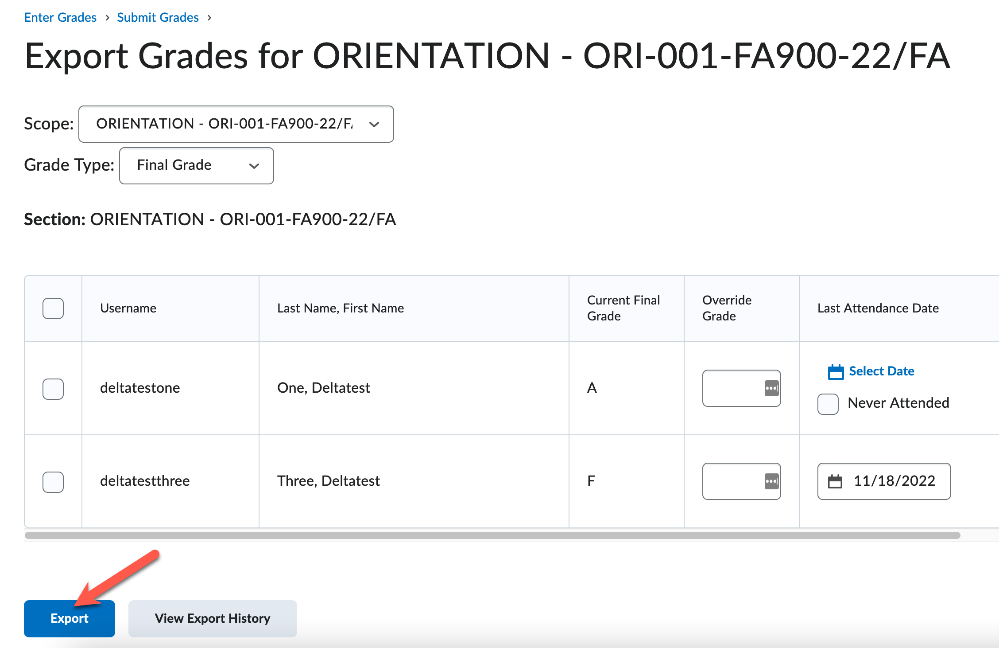 Enter Grades › Submit Grades ›
Export Grades for ORIENTATION - ORI-001-FA900-22/FA
Scope: ORIENTATION - ORI-001-FA900-22/F
Grade Type: Final Grade
Section: ORIENTATION - ORI-001-FA900-22/FA
Username
Last Name, First Name
Current Final
Grade
Override
Grade
Last Attendance Date
deltatestone
One, Deltatest
A
Select Date
Never Attended
deltatestthree
Three, Deltatest
F
11/18/2022
Export
View Export History